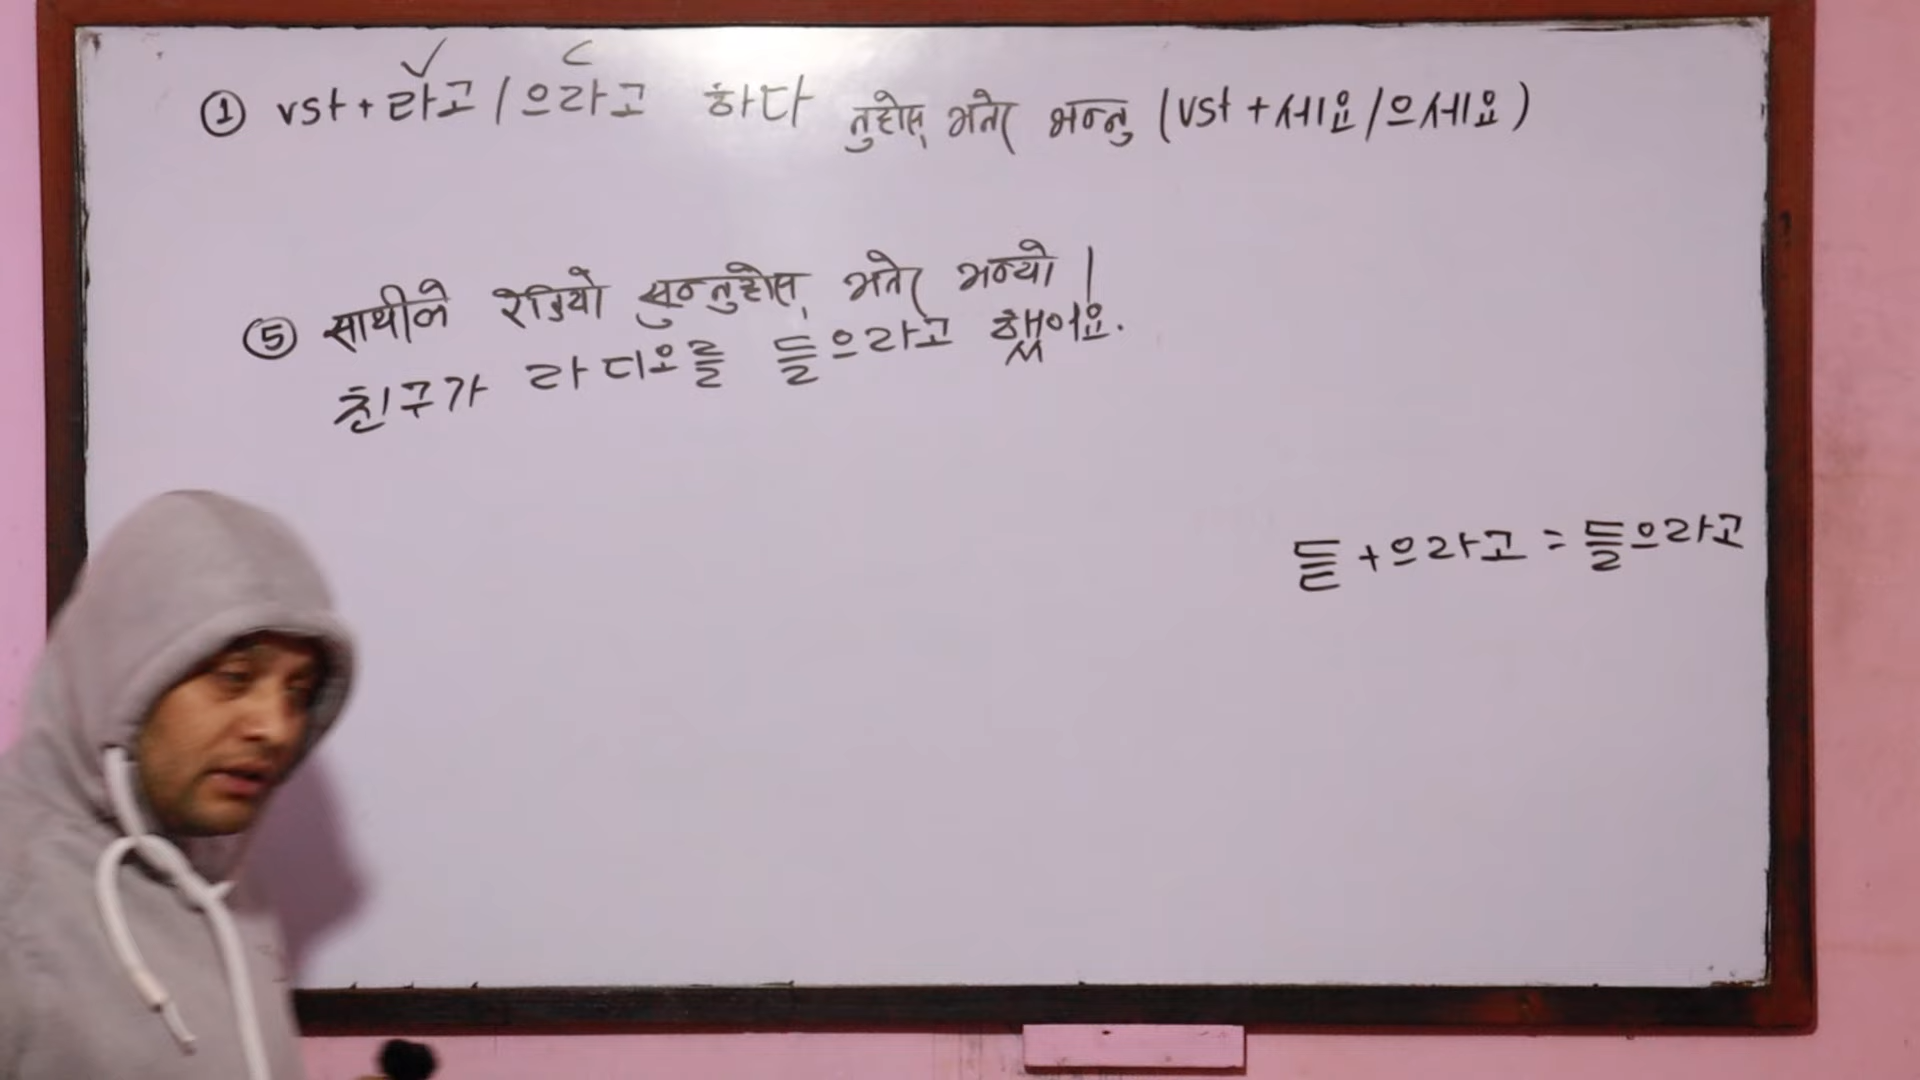 ① vst + 라고 / 으라고 하다 नुहोस् भनेर भन्नु (vst + 세요/으세요)
⑤ साथीले रेडियो सुन्नुहोस् भनेर भन्यो।
친구가 라디오를 들으라고 했어요.
듣 + 으라고 = 들으라고